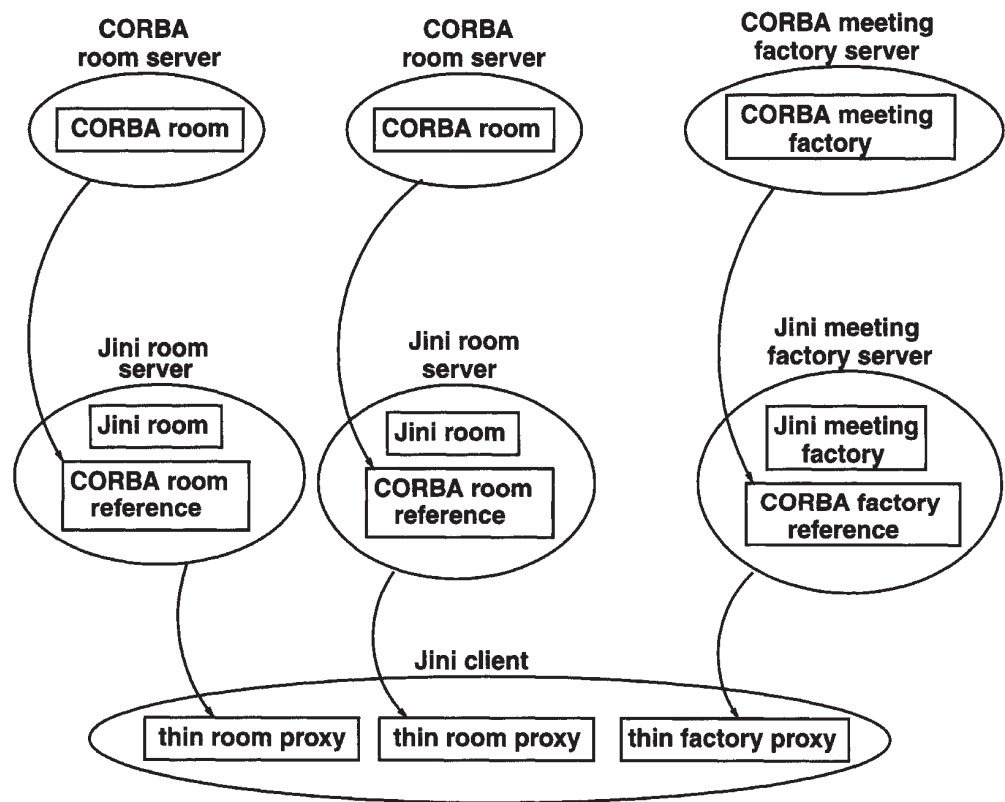 CORBA
room server
CORBA
room server
CORBA meeting
factory server
CORBA room
CORBA room
CORBA meeting
factory
Jini room
server
Jini room
server
Jini meeting
factory server
Jini room
CORBA room
reference
Jini room
CORBA room
reference
Jini meeting
factory
CORBA factory
reference
Jini client
thin room proxy
thin room proxy
thin factory proxy